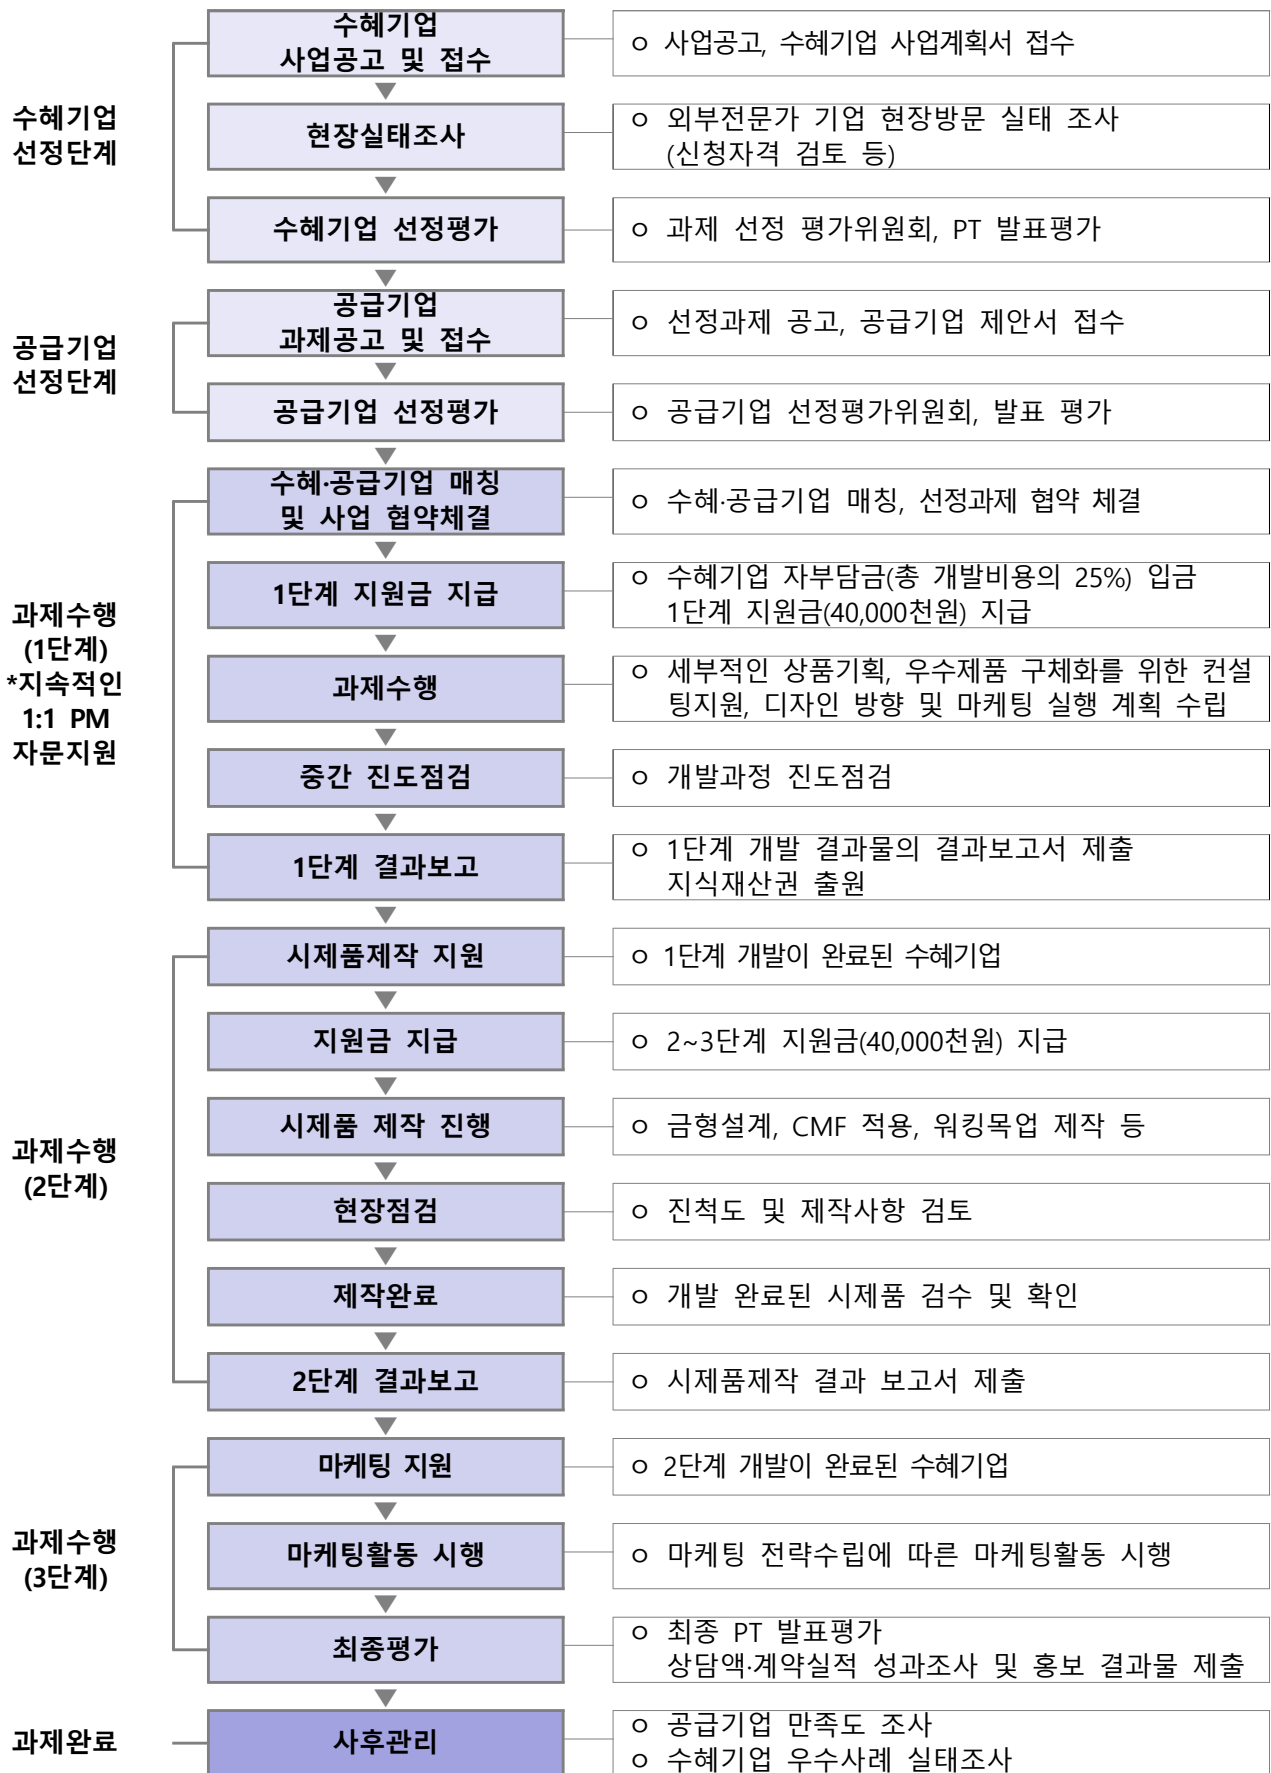 수혜기업
선정단계
수혜기업
사업공고 및 접수
ㅇ 사업공고, 수혜기업 사업계획서 접수
현장실태조사
ㅇ 외부전문가 기업 현장방문 실태 조사
(신청자격 검토 등)
수혜기업 선정평가
ㅇ 과제 선정 평가위원회, PT 발표평가
공급기업
선정단계
공급기업
과제공고 및 접수
ㅇ 선정과제 공고, 공급기업 제안서 접수
공급기업 선정평가
ㅇ 공급기업 선정평가위원회, 발표 평가
과제수행
(1단계)
*지속적인
1:1 PM
자문지원
수혜·공급기업 매칭
및 사업 협약체결
ㅇ 수혜·공급기업 매칭, 선정과제 협약 체결
1단계 지원금 지급
ㅇ 수혜기업 자부담금(총 개발비용의 25%) 입금
1단계 지원금(40,000천원) 지급
과제수행
ㅇ 세부적인 상품기획, 우수제품 구체화를 위한 컨설
팅지원, 디자인 방향 및 마케팅 실행 계획 수립
중간 진도점검
ㅇ 개발과정 진도점검
1단계 결과보고
ㅇ 1단계 개발 결과물의 결과보고서 제출
지식재산권 출원
과제수행
(2단계)
시제품제작 지원
ㅇ 1단계 개발이 완료된 수혜기업
지원금 지급
ㅇ 2~3단계 지원금(40,000천원) 지급
시제품 제작 진행
ㅇ 금형설계, CMF 적용, 워킹목업 제작 등
현장점검
ㅇ 진척도 및 제작사항 검토
제작완료
ㅇ 개발 완료된 시제품 검수 및 확인
2단계 결과보고
ㅇ 시제품제작 결과 보고서 제출
과제수행
(3단계)
마케팅 지원
ㅇ 2단계 개발이 완료된 수혜기업
마케팅활동 시행
ㅇ 마케팅 전략수립에 따른 마케팅활동 시행
최종평가
ㅇ 최종 PT 발표평가
상담액·계약실적 성과조사 및 홍보 결과물 제출
과제완료
사후관리
ㅇ 공급기업 만족도 조사
ㅇ 수혜기업 우수사례 실태조사